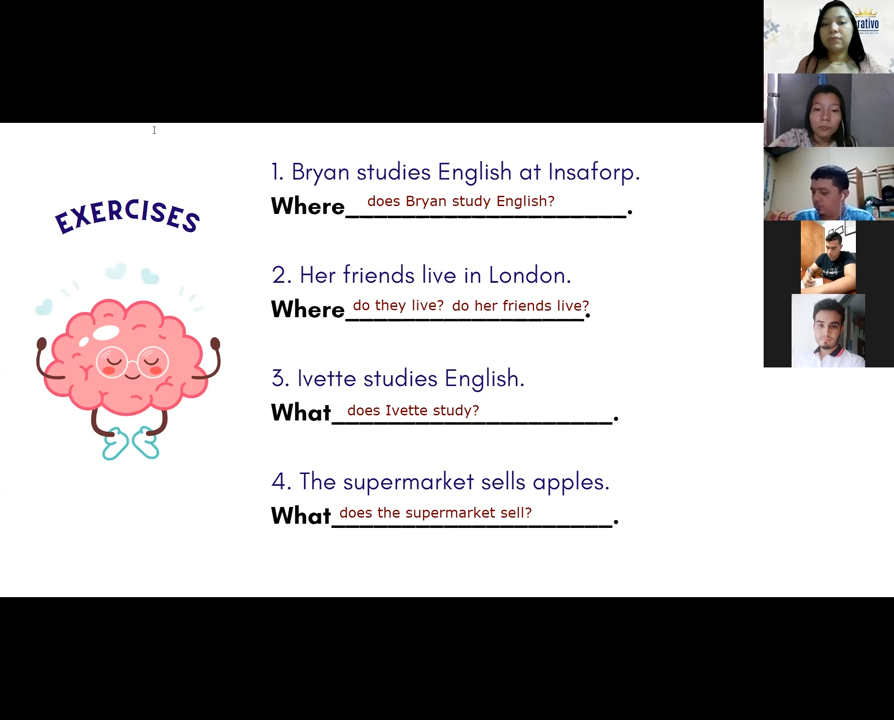 EXERCISES
1. Bryan studies English at Insaforp.
Where does Bryan study English? .
2. Her friends live in London.
Where do they live? do her friends live? .
3. Ivette studies English.
What does Ivette study? .
4. The supermarket sells apples.
What does the supermarket sell? .
rativo